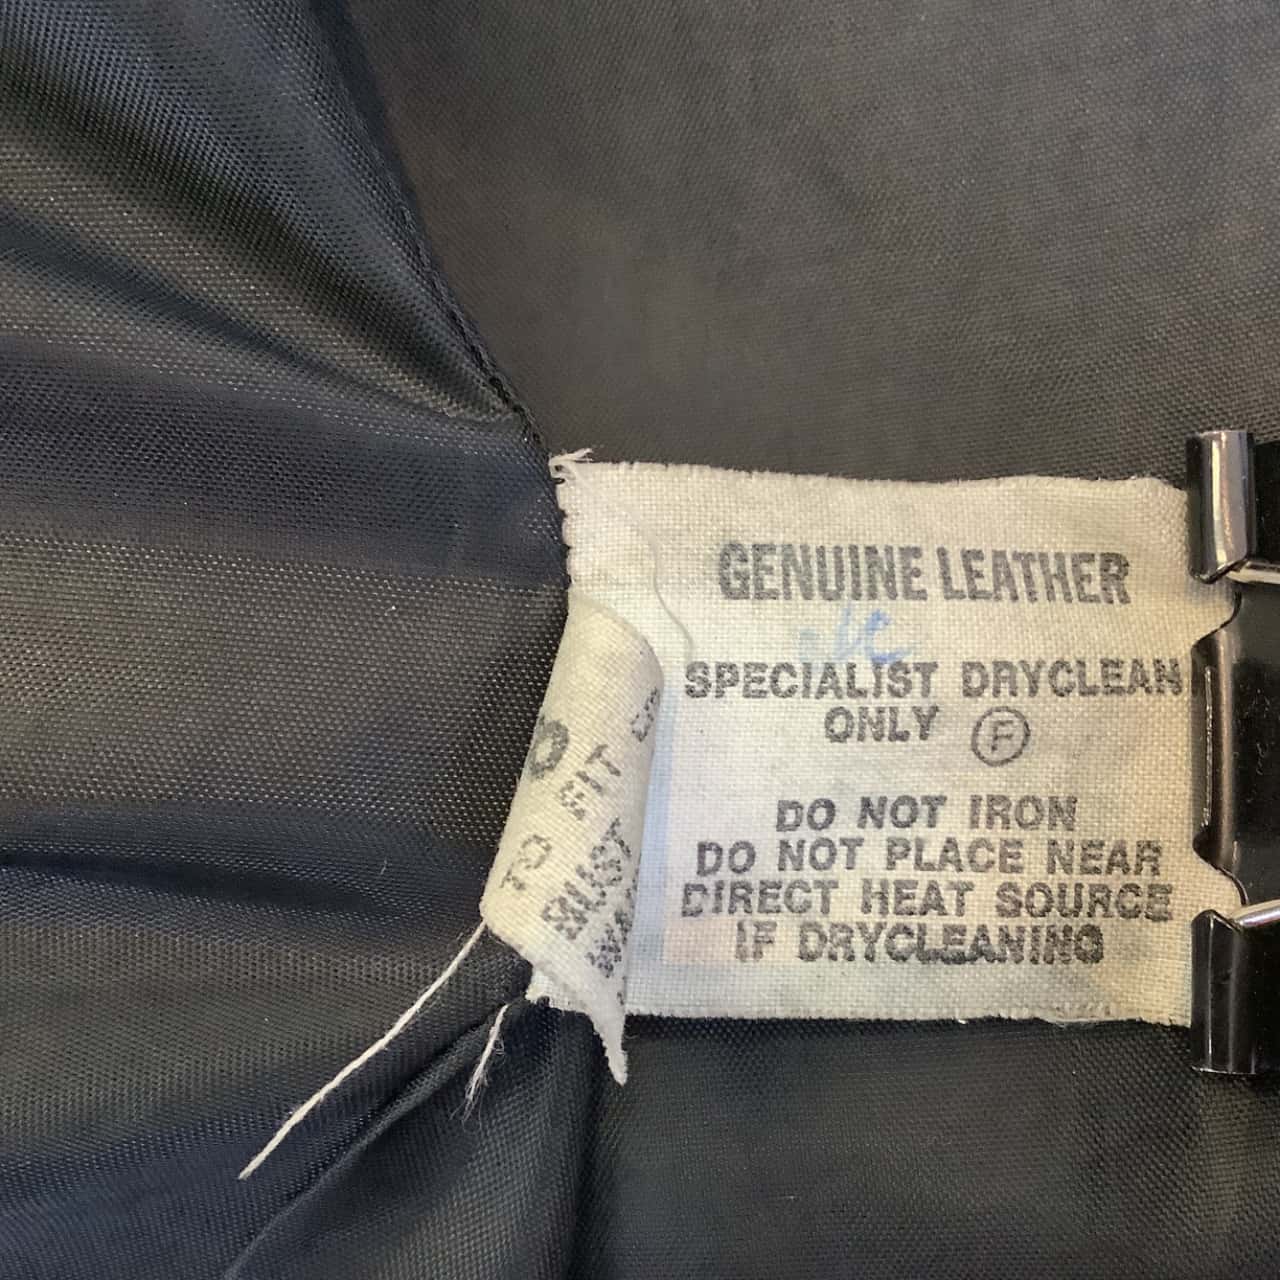 GENUINE LEATHER
SPECIALIST DRYCLEAN
ONLY F
DO NOT IRON
DO NOT PLACE NEAR
DIRECT HEAT SOURCE
IF DRYCLEANING
TO FIT
BUST